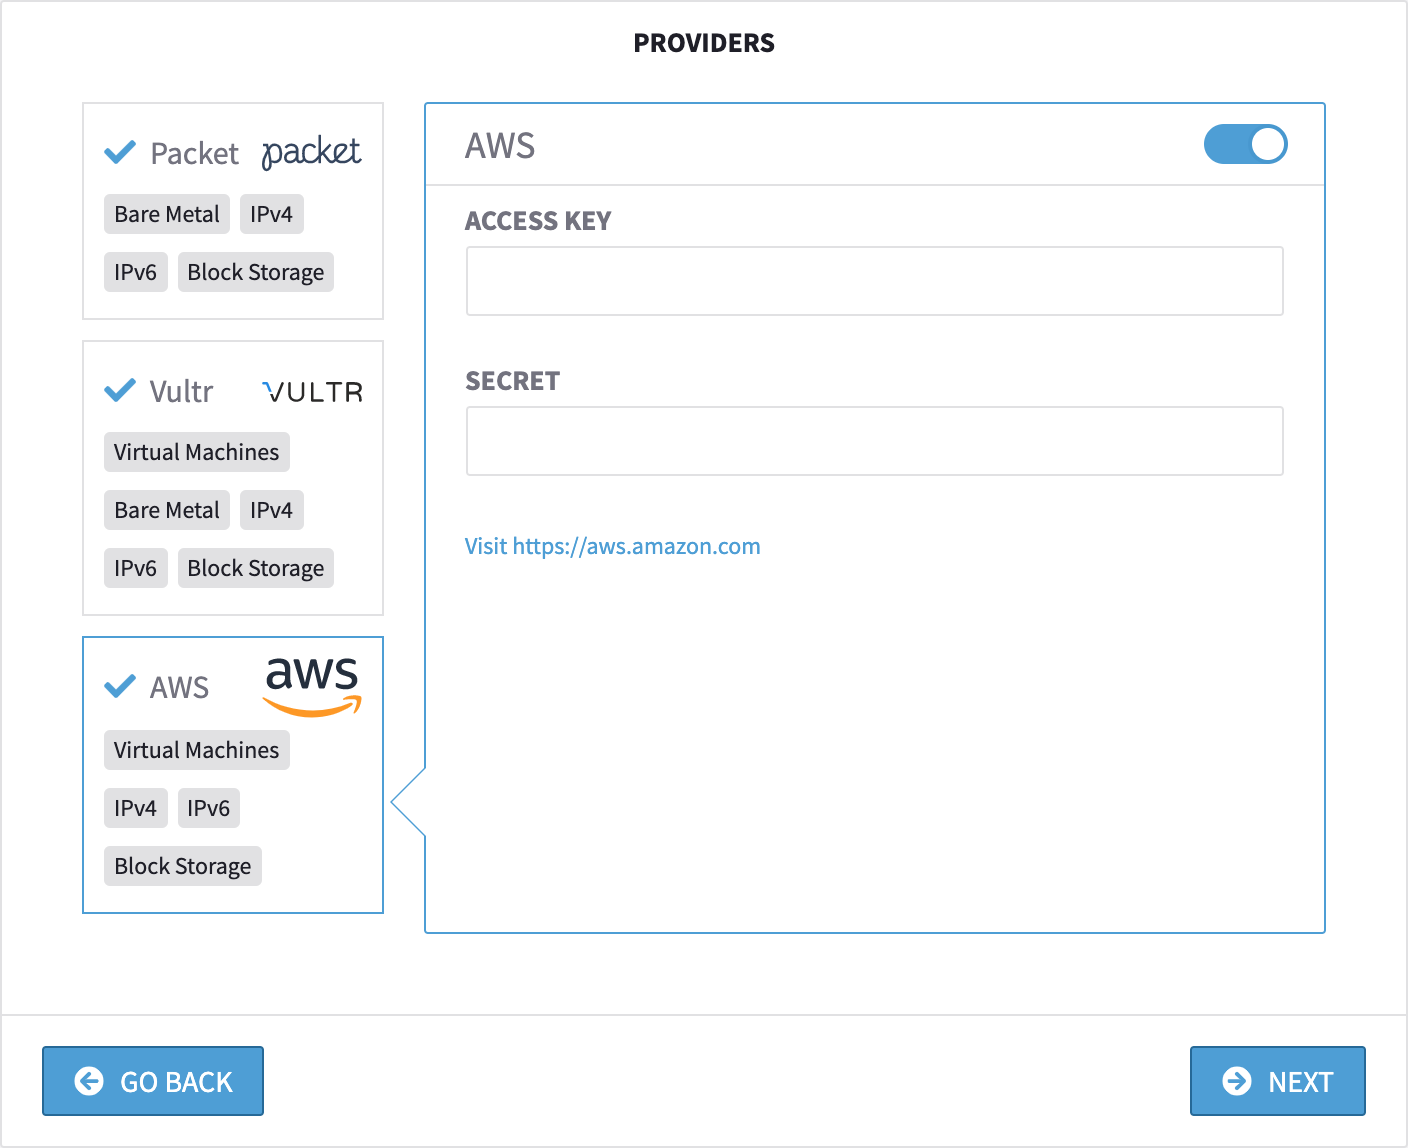 PROVIDERS
Packet packet
Bare Metal IPv4
IPv6 Block Storage
Vultr VULTR
Virtual Machines
Bare Metal IPv4
IPv6 Block Storage
AWS aws
Virtual Machines
IPv4 IPv6
Block Storage
AWS
ACCESS KEY
SECRET
Visit https://aws.amazon.com
GO BACK
NEXT